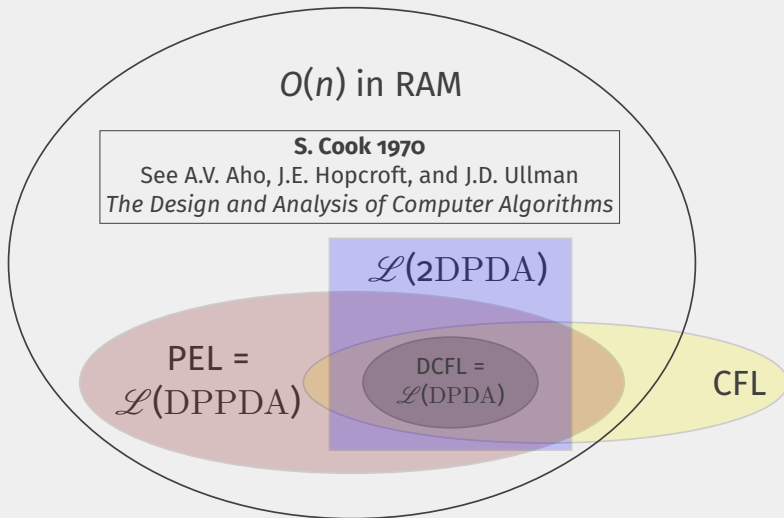 O(n) in RAM
S. Cook 1970
See A.V. Aho, J.E. Hopcroft, and J.D. Ullman
The Design and Analysis of Computer Algorithms
ℒ(2DPDA)
PEL =
ℒ(DPPDA)
DCFL =
ℒ(DPDA)
CFL